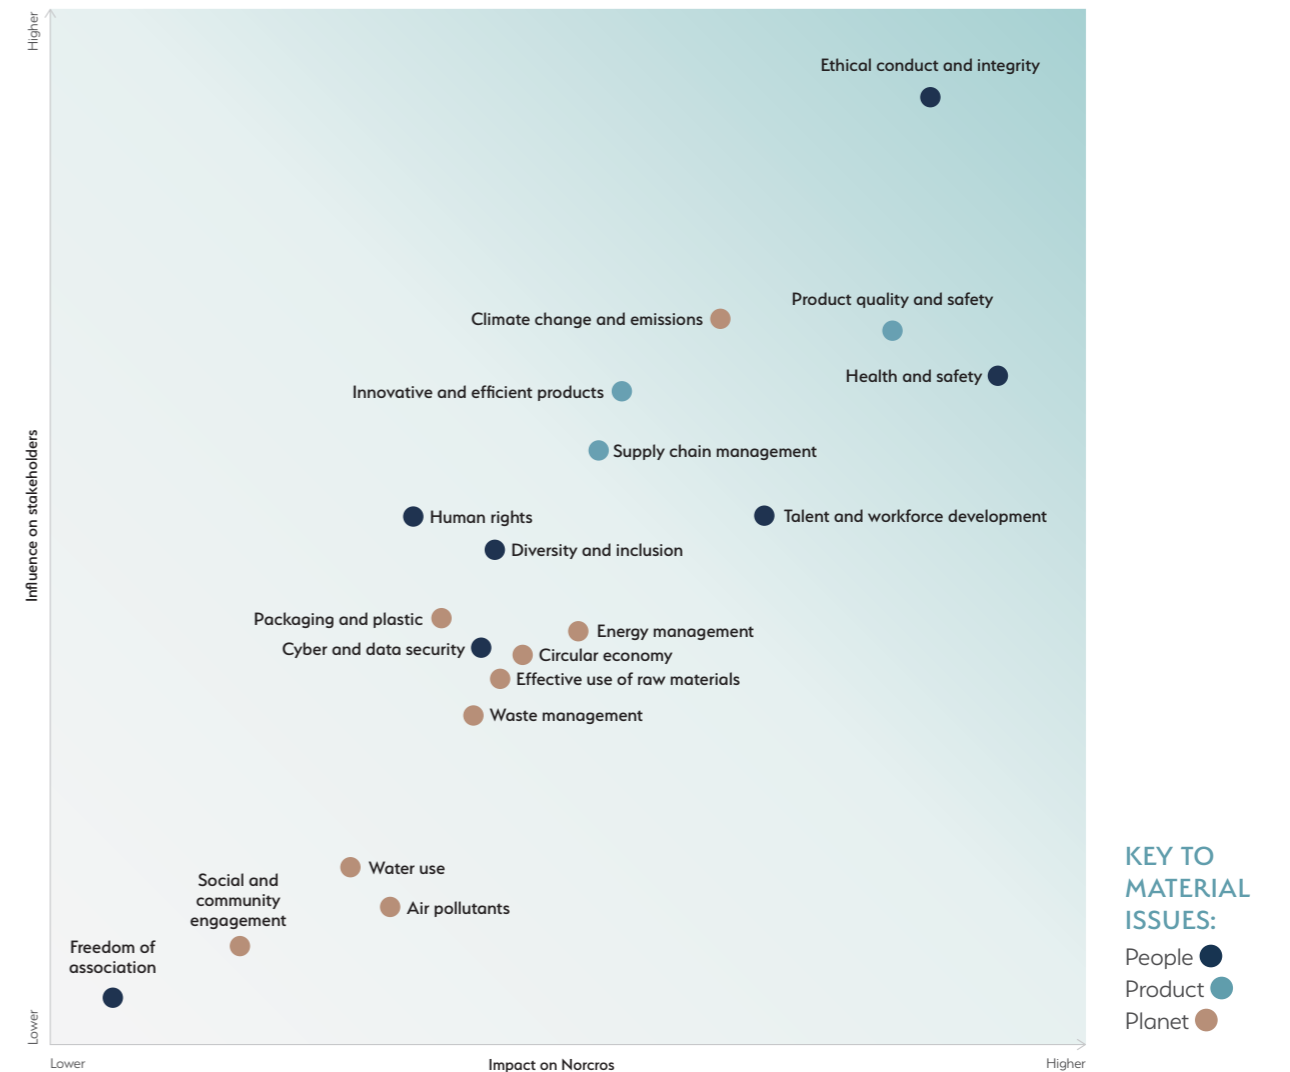 Higher
Ethical conduct and integrity
Product quality and safety
Climate change and emissions
Health and safety
Innovative and efficient products
Supply chain management
Influence on stakeholders
Human rights
Talent and workforce development
Diversity and inclusion
Packaging and plastic
Energy management
Cyber and data security
Circular economy
Effective use of raw materials
Waste management
Water use
Social and
community
engagement
Air pollutants
Freedom of
association
Lower
Lower
Impact on Norcros
Higher
KEY TO
MATERIAL
ISSUES:
People
Product
Planet